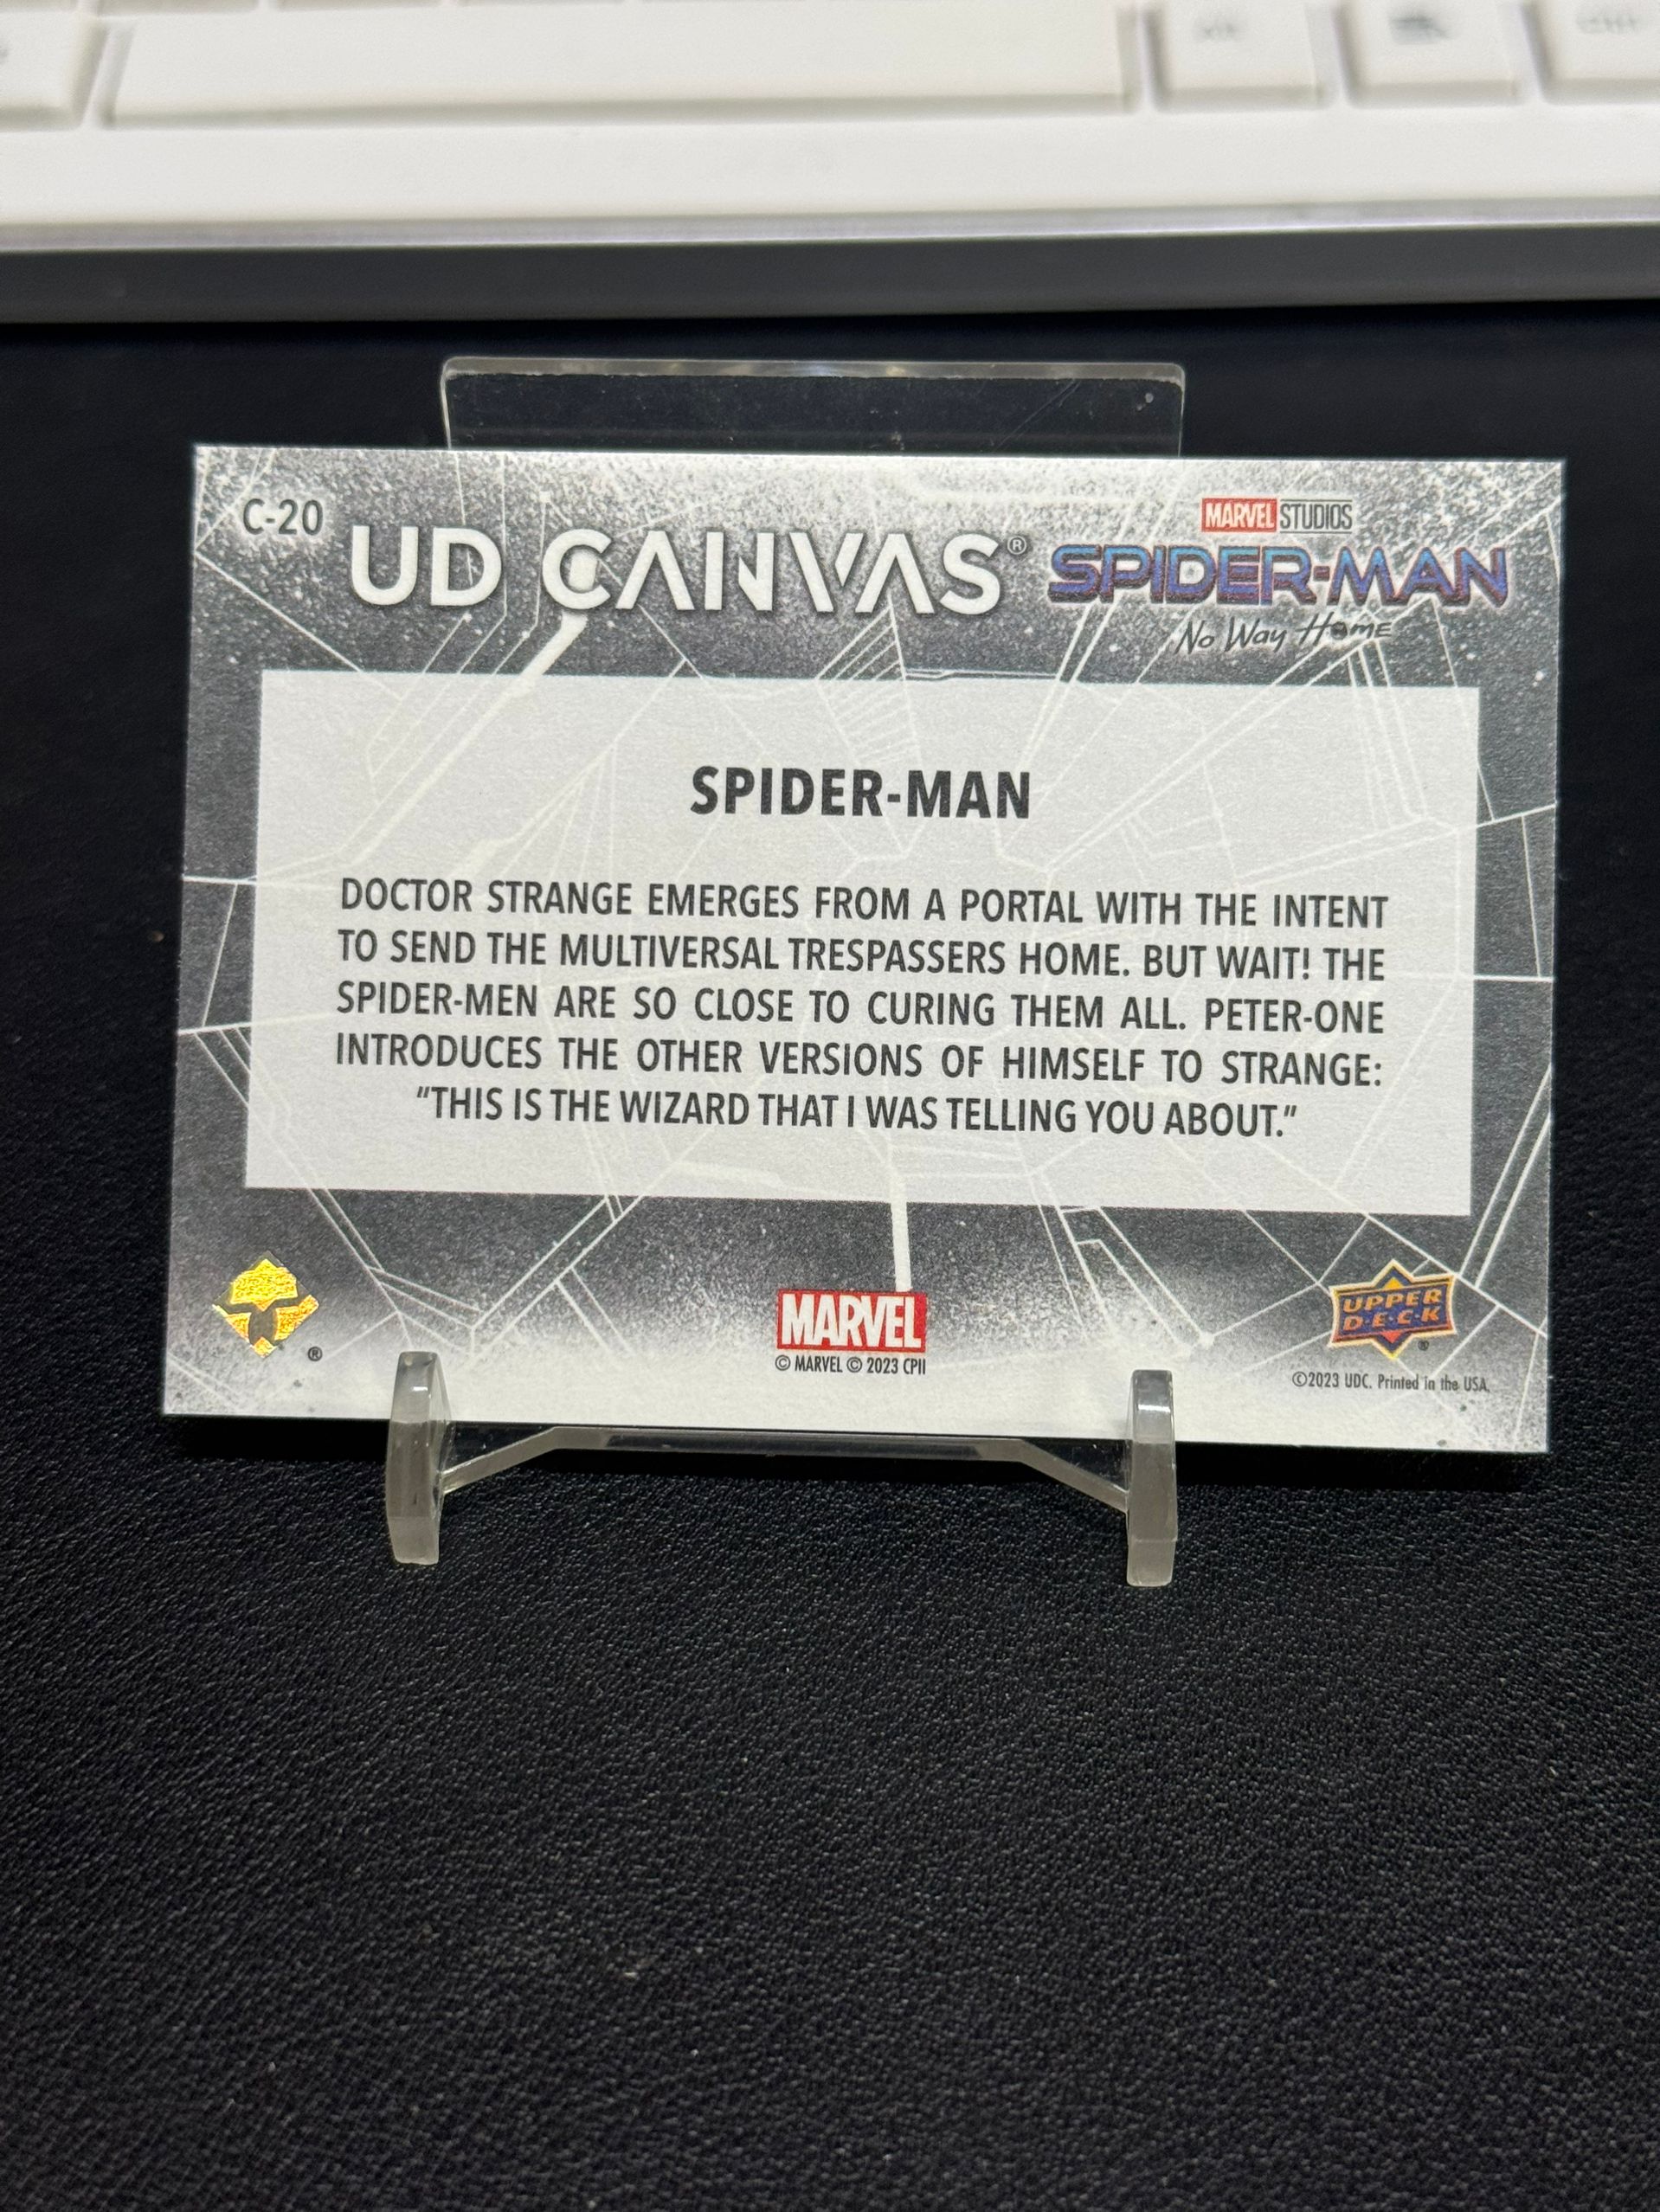 C-20
UD CANVAS®
MARVEL STUDIOS
SPIDER-MAN
No Way Home
SPIDER-MAN
DOCTOR STRANGE EMERGES FROM A PORTAL WITH THE INTENT
TO SEND THE MULTIVERSAL TRESPASSERS HOME. BUT WAIT! THE
SPIDER-MEN ARE SO CLOSE TO CURING THEM ALL. PETER-ONE
INTRODUCES THE OTHER VERSIONS OF HIMSELF TO STRANGE:
"THIS IS THE WIZARD THAT I WAS TELLING YOU ABOUT."
®
MARVEL
© MARVEL © 2023 CPII
UPPER
D·E·C·K
®
©2023 UDC. Printed in the USA.